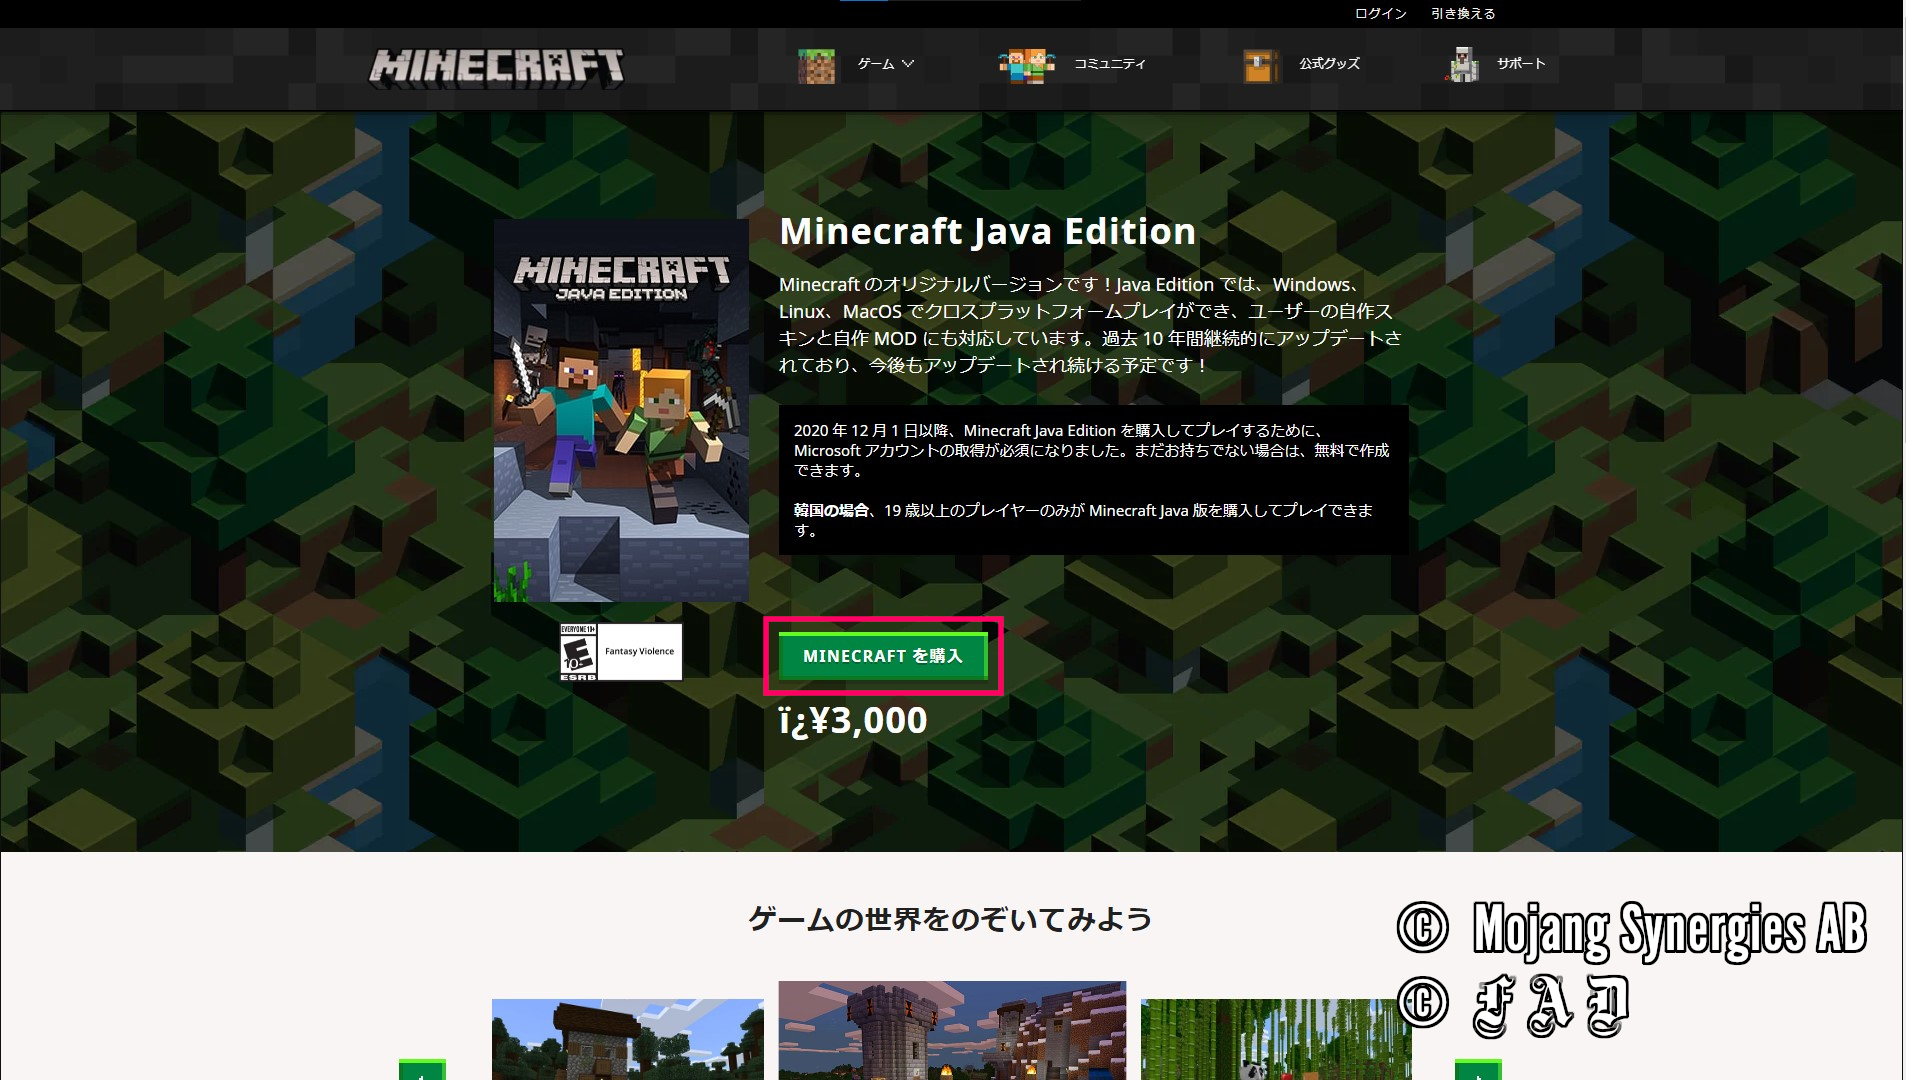 ログイン 引き換える
MINECRAFT ゲーム コミュニティ 公式グッズ サポート
MINECRAFT
JAVA EDITION
Minecraft Java Edition
Minecraft のオリジナルバージョンです！Java Edition では、Windows、
Linux、MacOS でクロスプラットフォームプレイができ、ユーザーの自作ス
キンと自作 MOD にも対応しています。過去 10 年間継続的にアップデートさ
れており、今後もアップデートされ続ける予定です！
2020 年 12 月 1 日以降、Minecraft Java Edition を購入してプレイするために、
Microsoft アカウントの取得が必須になりました。まだお持ちでない場合は、無料で作成
できます。
韓国の場合、19 歳以上のプレイヤーのみが Minecraft Java 版を購入してプレイできま
す。
EVERYONE 10+
E
10+
ESRB
Fantasy Violence
MINECRAFT を購入
ï¿¥3,000
ゲームの世界をのぞいてみよう
© Mojang Synergies AB
© FAD